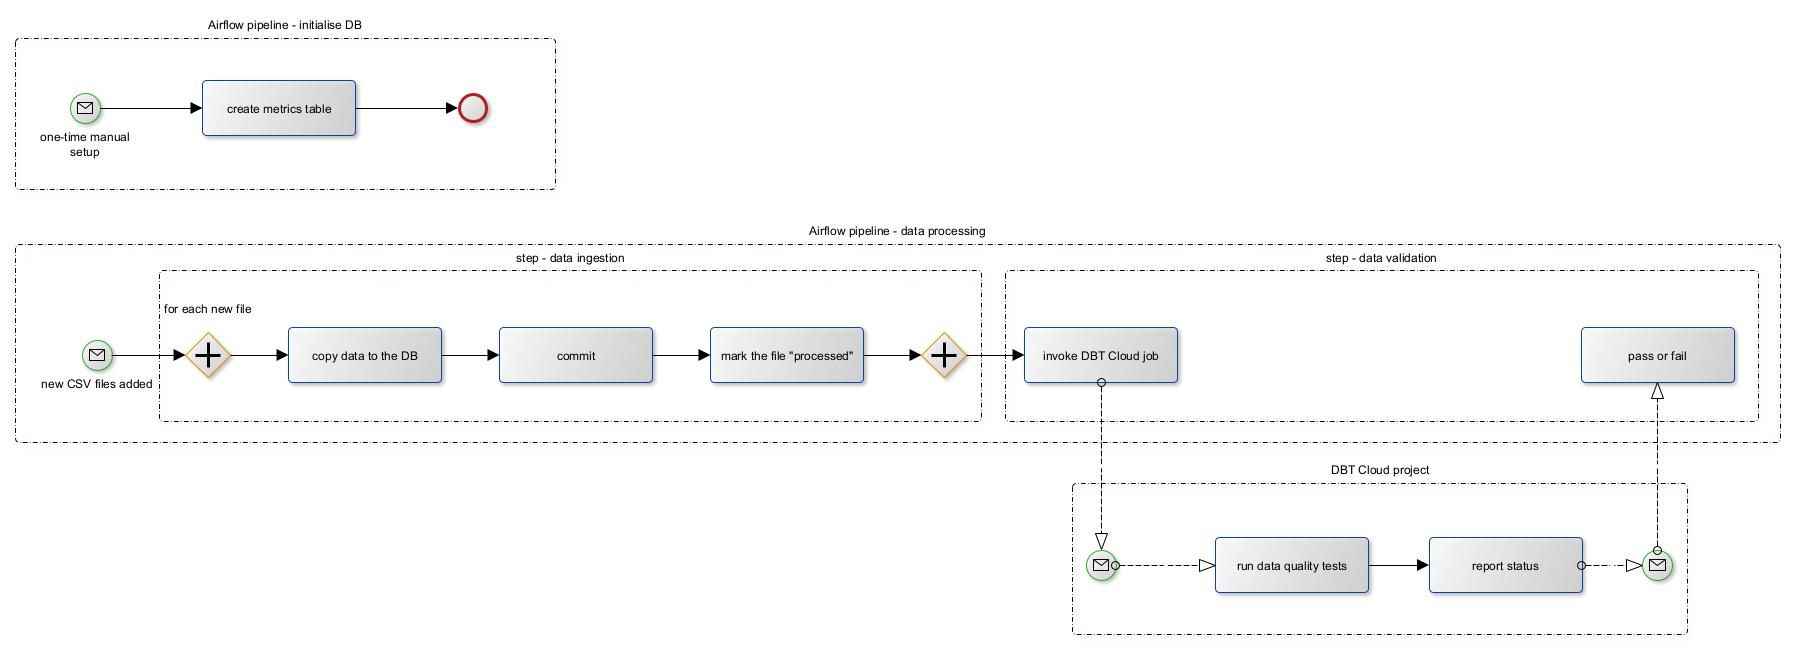 Airflow pipeline - initialise DB
create metrics table
one-time manual
setup
Airflow pipeline - data processing
step - data ingestion
step - data validation
for each new file
copy data to the DB
commit
mark the file "processed"
invoke DBT Cloud job
pass or fail
new CSV files added
DBT Cloud project
run data quality tests
report status